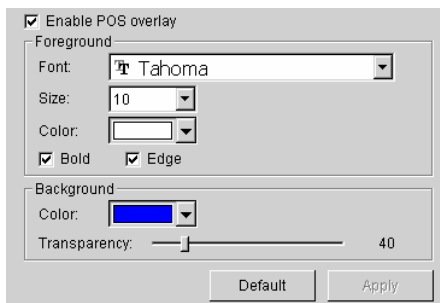 Enable POS overlay
Foreground
Font: Tahoma
Size: 10
Color:
Bold Edge
Background
Color:
Transparency: 40
Default Apply